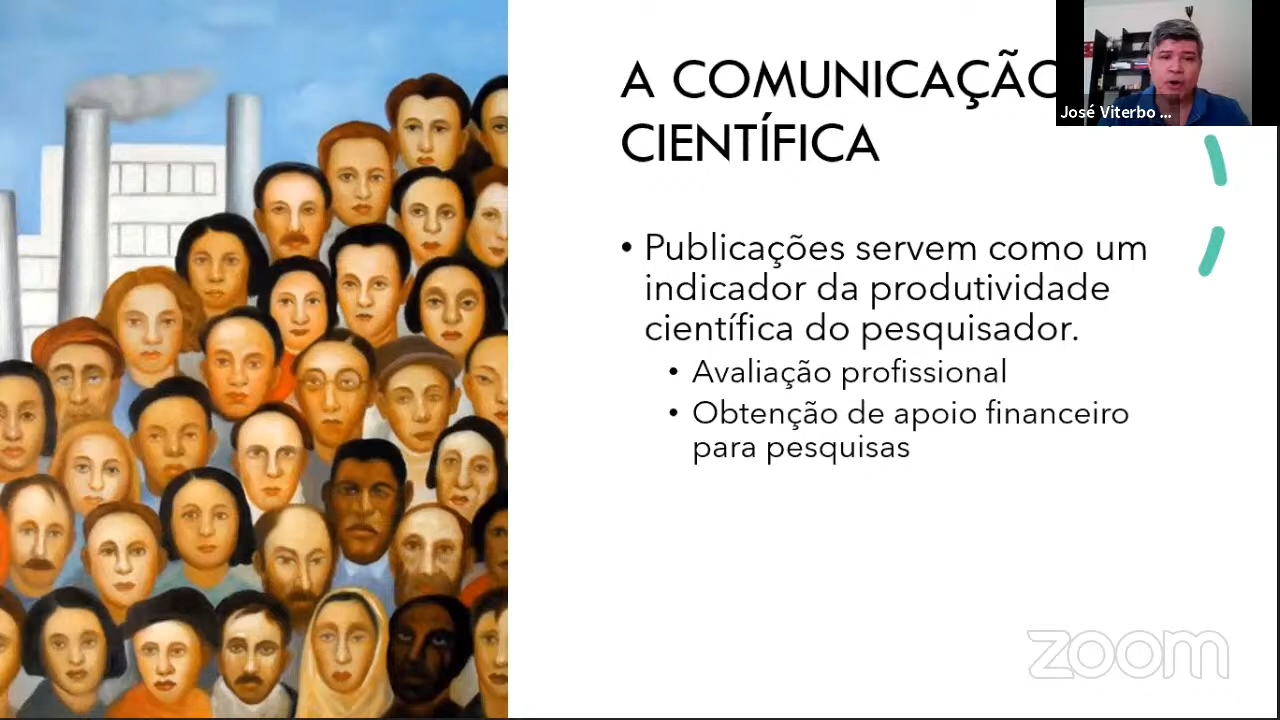 A COMUNICAÇÃO
CIENTÍFICA
José Viterbo ...
• Publicações servem como um
indicador da produtividade
científica do pesquisador.
• Avaliação profissional
• Obtenção de apoio financeiro
para pesquisas
zoom